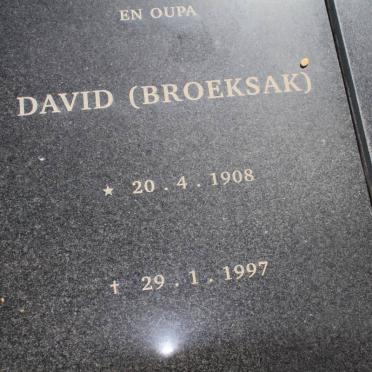 EN OUPA
DAVID (BROEKSAK)
★ 20 . 4 . 1908
† 29 . 1 . 1997